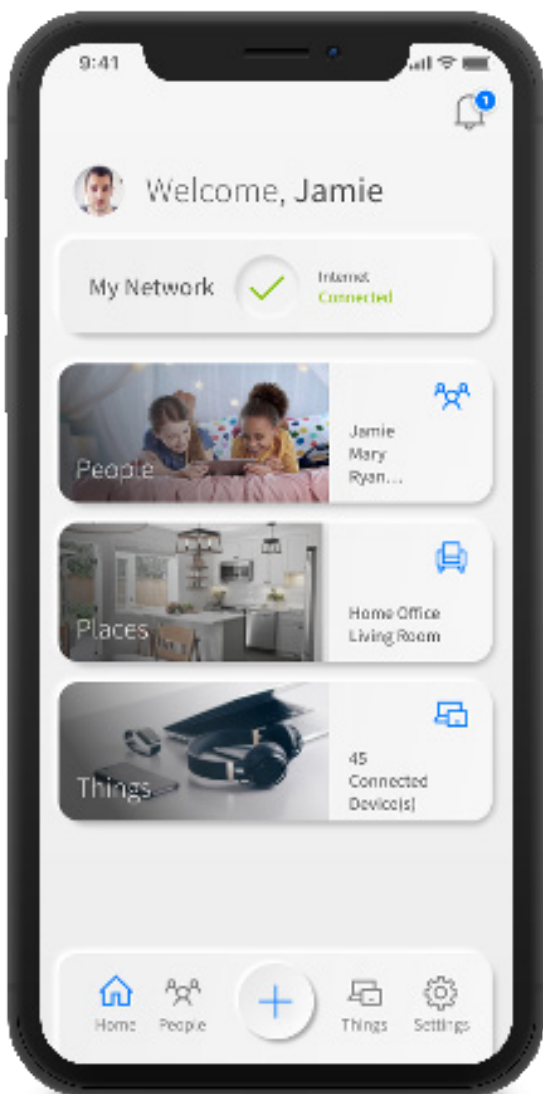 9:41
1
Welcome, Jamie
My Network
Internet
Connected
People
Jamie
Mary
Ryan...
Places
Home Office
Living Room
Things
45
Connected
Device(s)
Home People Things Settings